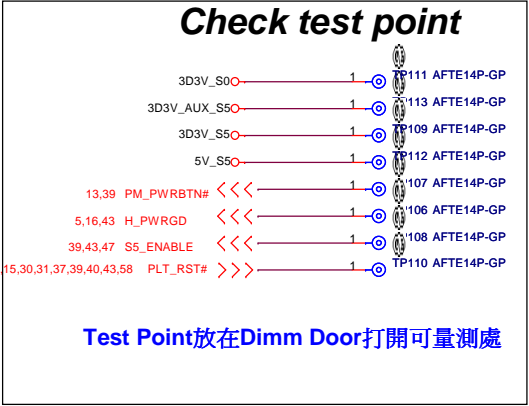 Check test point
3D3V_S0 1 TP111 AFTE14P-GP
3D3V_AUX_S5 1 TP113 AFTE14P-GP
3D3V_S5 1 TP109 AFTE14P-GP
5V_S5 1 TP112 AFTE14P-GP
13,39 PM_PWRBTN# 1 TP107 AFTE14P-GP
5,16,43 H_PWRGD 1 TP106 AFTE14P-GP
39,43,47 S5_ENABLE 1 TP108 AFTE14P-GP
,15,30,31,37,39,40,43,58 PLT_RST# 1 TP110 AFTE14P-GP
Test Point放在Dimm Door打開可量測處